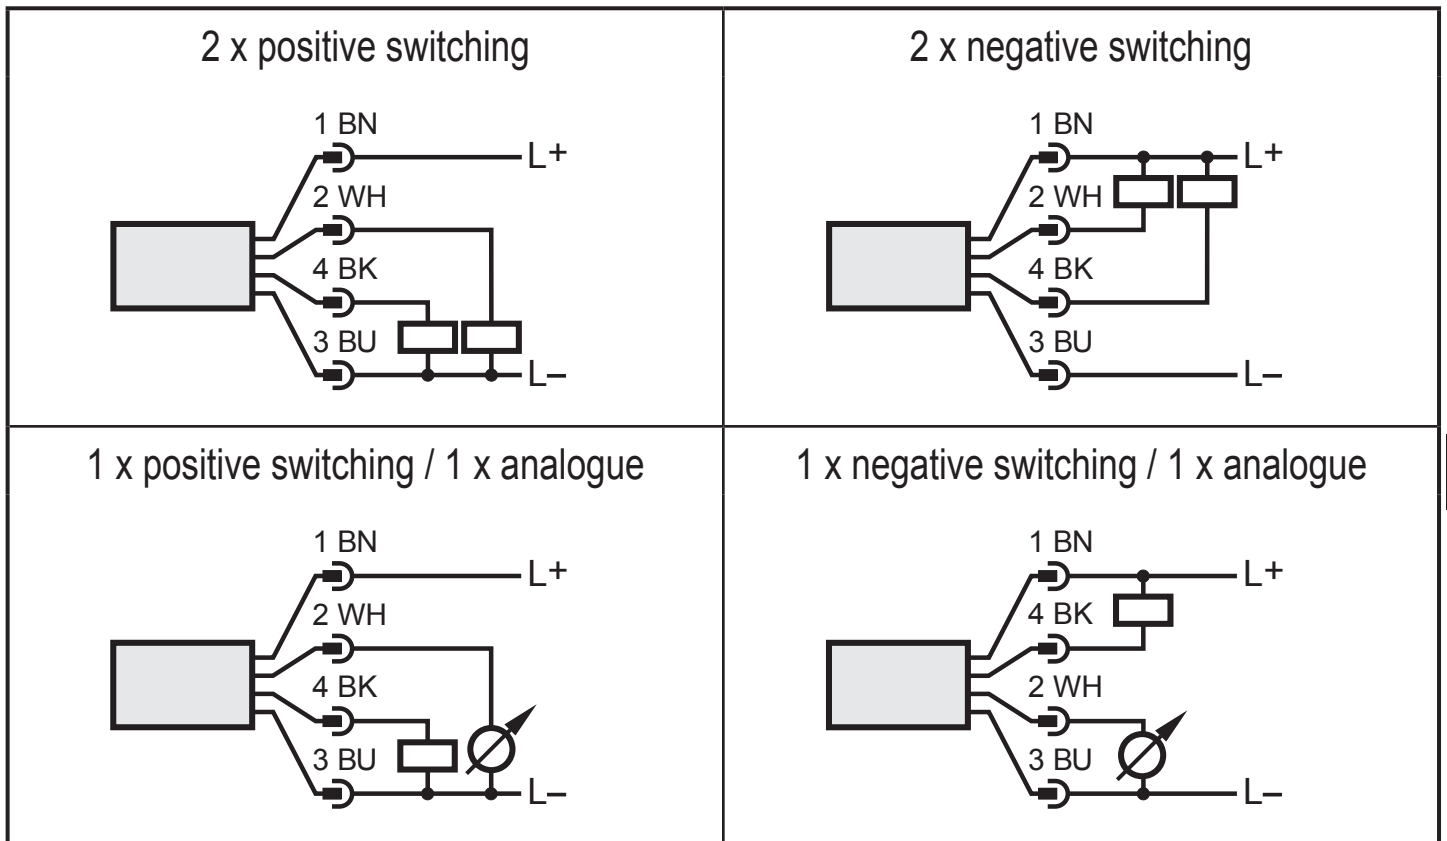 2 x positive switching
1 BN
L+
2 WH
4 BK
3 BU
L–
2 x negative switching
1 BN
L+
2 WH
4 BK
3 BU
L–
1 x positive switching / 1 x analogue
1 BN
L+
2 WH
4 BK
3 BU
L–
1 x negative switching / 1 x analogue
1 BN
L+
4 BK
2 WH
3 BU
L–